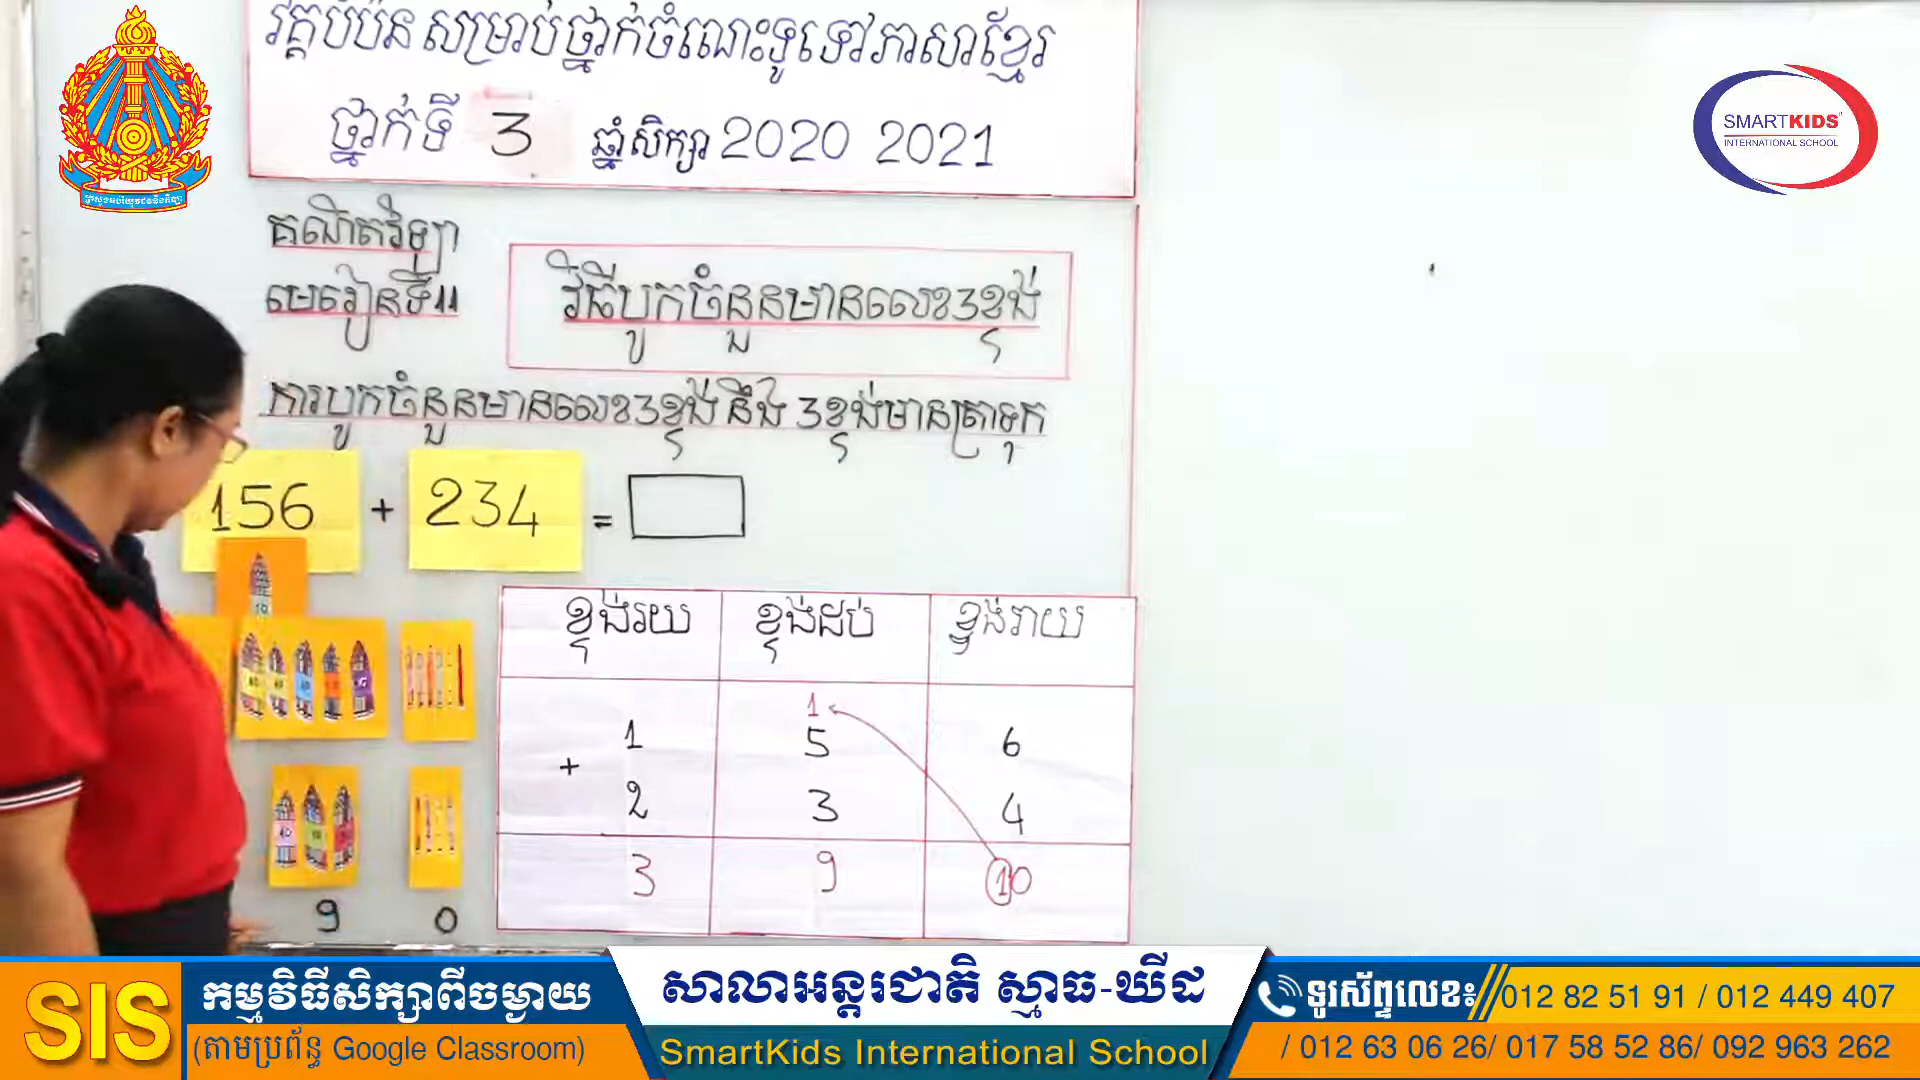 វគ្គបំប៉ន សម្រាប់ថ្នាក់ចំណេះទូទៅភាសាខ្មែរ
ថ្នាក់ទី 3 ឆ្នាំសិក្សា 2020 2021
SMARTKIDS
INTERNATIONAL SCHOOL
គណិតវិទ្យា
មេរៀនទី11
វិធីបូកចំនួនមានលេខ3ខ្ទង់
ការបូកចំនួនមានលេខ3ខ្ទង់ និង 3ខ្ទង់មានត្រាទុក
156 + 234 =
ខ្ទង់រយ ខ្ទង់ដប់ ខ្ទង់រាយ
1
1 5 6
+
2 3 4
3 9 10
9 0
SIS
កម្មវិធីសិក្សាពីចម្ងាយ
(តាមប្រព័ន្ធ Google Classroom)
សាលាអន្តរជាតិ ស្មាធ-ឃីដ
SmartKids International School
ទូរស័ព្ទលេខ៖ 012 82 51 91 / 012 449 407
/ 012 63 06 26/ 017 58 52 86/ 092 963 262